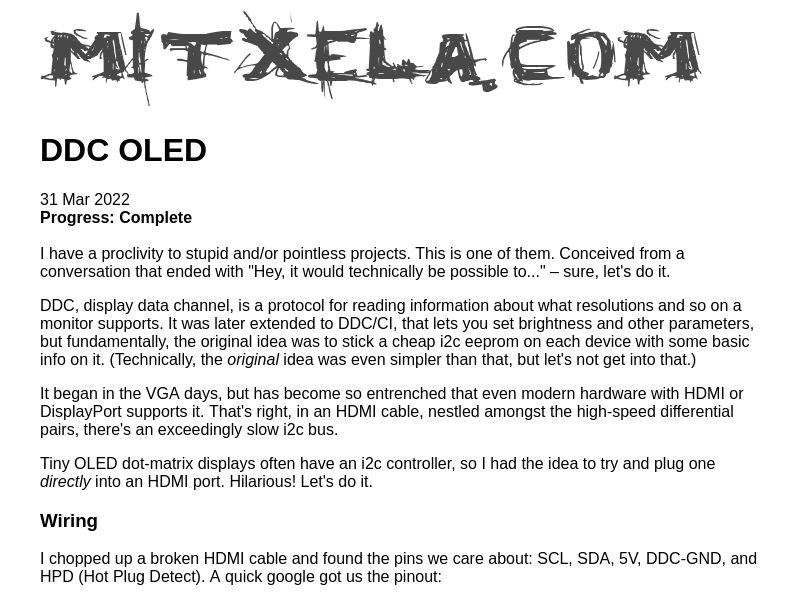 MITXELA.COM
DDC OLED
31 Mar 2022
Progress: Complete
I have a proclivity to stupid and/or pointless projects. This is one of them. Conceived from a
conversation that ended with "Hey, it would technically be possible to..." – sure, let's do it.
DDC, display data channel, is a protocol for reading information about what resolutions and so on a
monitor supports. It was later extended to DDC/CI, that lets you set brightness and other parameters,
but fundamentally, the original idea was to stick a cheap i2c eeprom on each device with some basic
info on it. (Technically, the original idea was even simpler than that, but let's not get into that.)
It began in the VGA days, but has become so entrenched that even modern hardware with HDMI or
DisplayPort supports it. That's right, in an HDMI cable, nestled amongst the high-speed differential
pairs, there's an exceedingly slow i2c bus.
Tiny OLED dot-matrix displays often have an i2c controller, so I had the idea to try and plug one
directly into an HDMI port. Hilarious! Let's do it.
Wiring
I chopped up a broken HDMI cable and found the pins we care about: SCL, SDA, 5V, DDC-GND, and
HPD (Hot Plug Detect). A quick google got us the pinout: